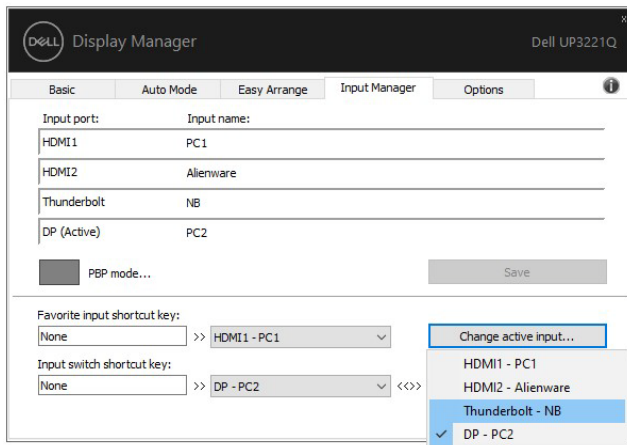 DELL Display Manager Dell UP3221Q
Basic Auto Mode Easy Arrange Input Manager Options
Input port: Input name:
HDMI1 PC1
HDMI2 Alienware
Thunderbolt NB
DP (Active) PC2
PBP mode... Save
Favorite input shortcut key:
None >> HDMI1 - PC1 Change active input...
Input switch shortcut key:
None >> DP - PC2 <<>>
HDMI1 - PC1
HDMI2 - Alienware
Thunderbolt - NB
DP - PC2